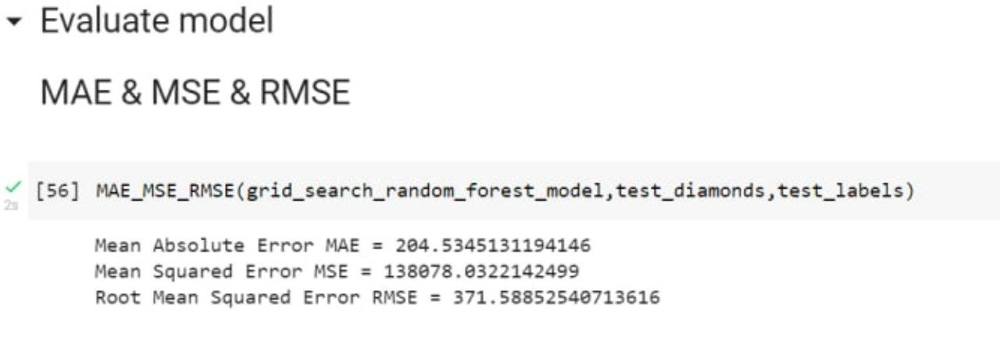 Evaluate model
MAE & MSE & RMSE
[56] MAE_MSE_RMSE(grid_search_random_forest_model,test_diamonds,test_labels)
2s
Mean Absolute Error MAE = 204.5345131194146
Mean Squared Error MSE = 138078.0322142499
Root Mean Squared Error RMSE = 371.58852540713616